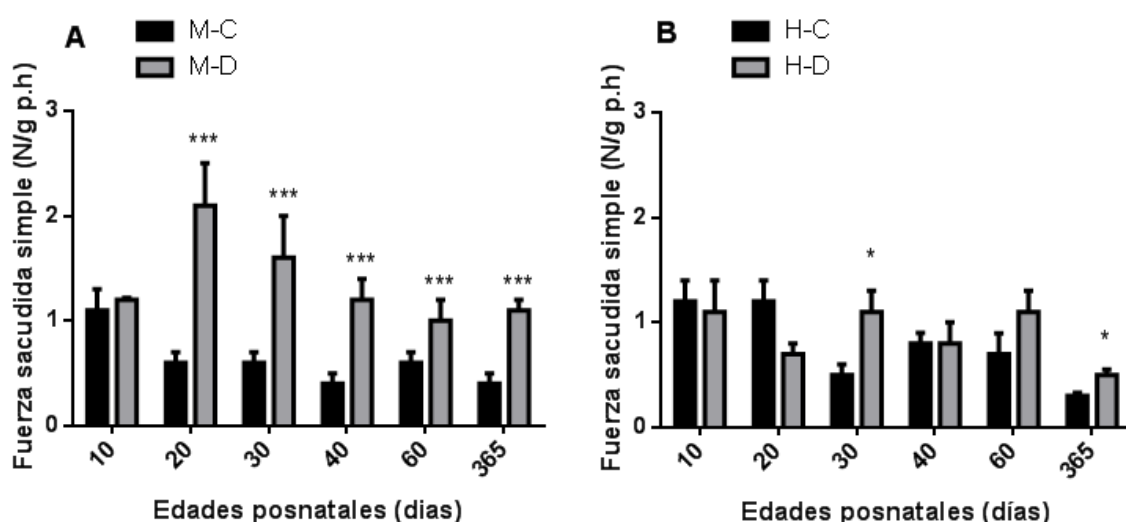 A
M-C
M-D
Fuerza sacudida simple (N/g p.h)
3
2
1
0
***
***
***
***
***
10
20
30
40
60
365
Edades posnatales (dias)
B
H-C
H-D
Fuerza sacudida simple (N/g p.h)
3
2
1
0
*
*
10
20
30
40
60
365
Edades posnatales (días)